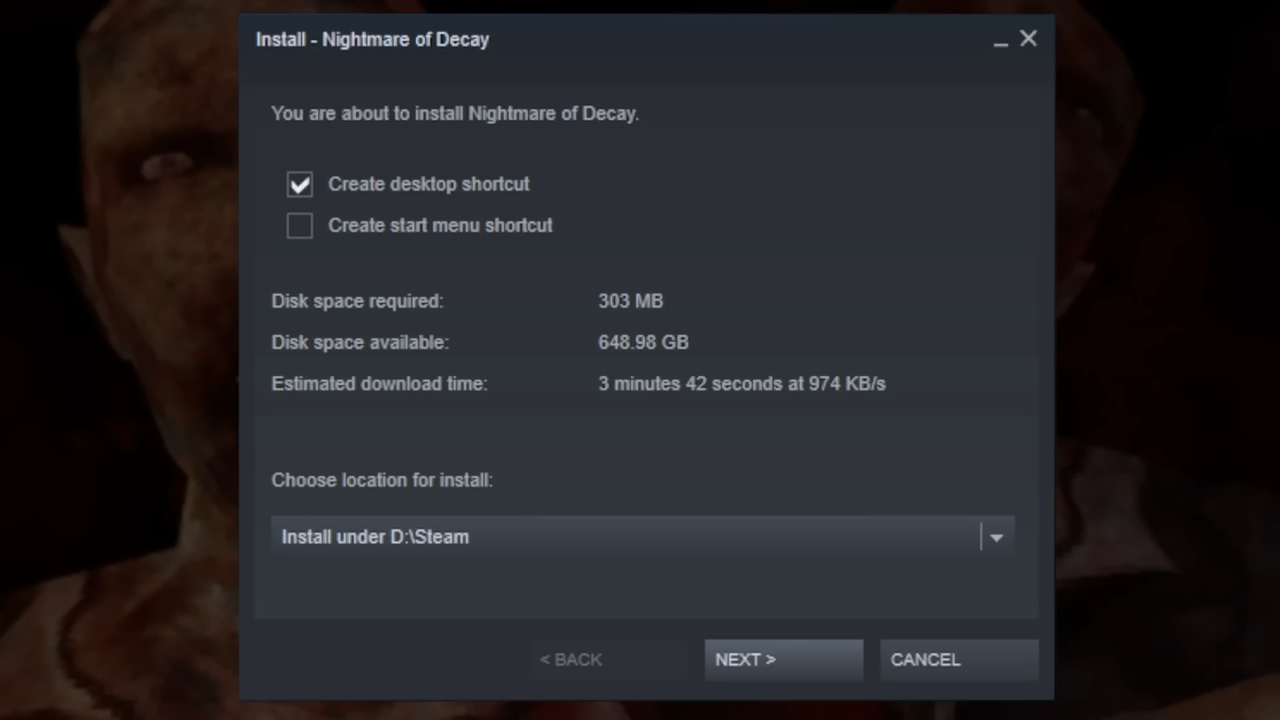 Install - Nightmare of Decay
You are about to install Nightmare of Decay.
Create desktop shortcut
Create start menu shortcut
Disk space required: 303 MB
Disk space available: 648.98 GB
Estimated download time: 3 minutes 42 seconds at 974 KB/s
Choose location for install:
Install under D:\Steam
< BACK NEXT > CANCEL